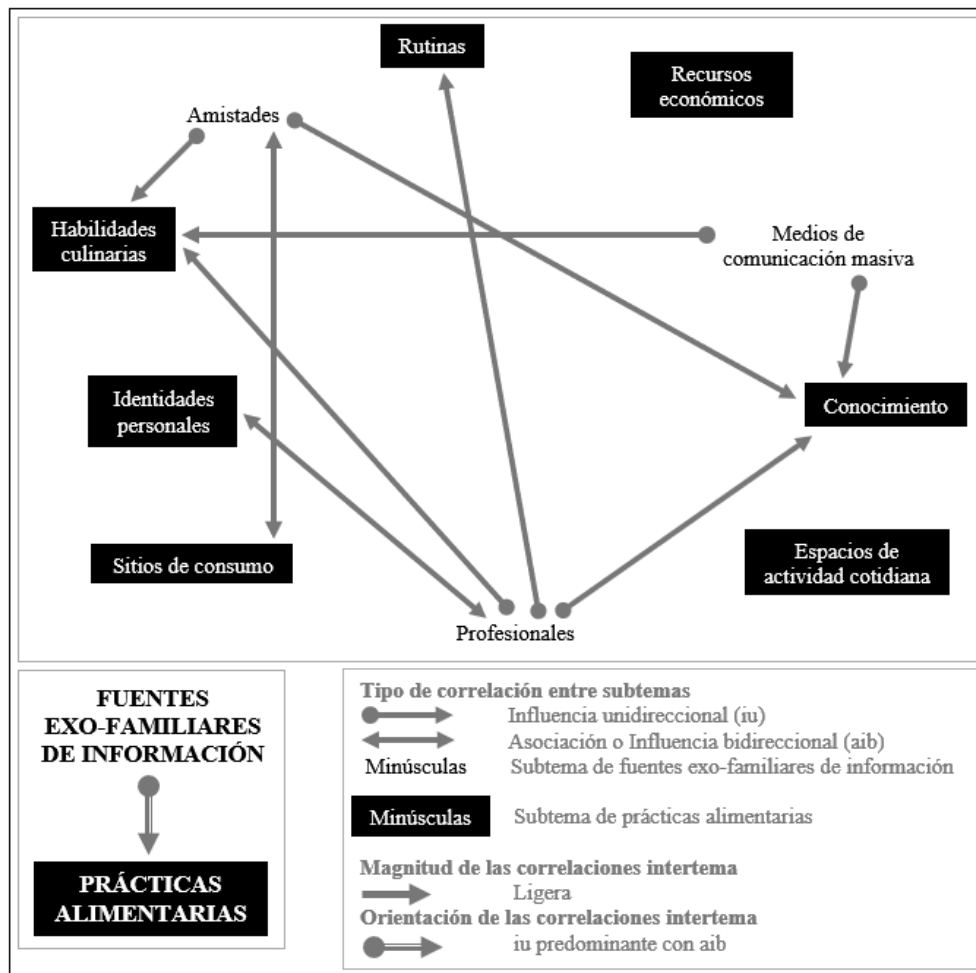 Rutinas
Recursos
económicos
Amistades
Habilidades
culinarias
Medios de
comunicación masiva
Identidades
personales
Conocimiento
Sitios de consumo
Espacios de
actividad cotidiana
Profesionales
FUENTES
EXO-FAMILIARES
DE INFORMACIÓN
PRÁCTICAS
ALIMENTARIAS
Tipo de correlación entre subtemas
Influencia unidireccional (iu)
Asociación o Influencia bidireccional (aib)
Minúsculas Subtema de fuentes exo-familiares de información
Minúsculas Subtema de prácticas alimentarias
Magnitud de las correlaciones intertema
Ligera
Orientación de las correlaciones intertema
iu predominante con aib